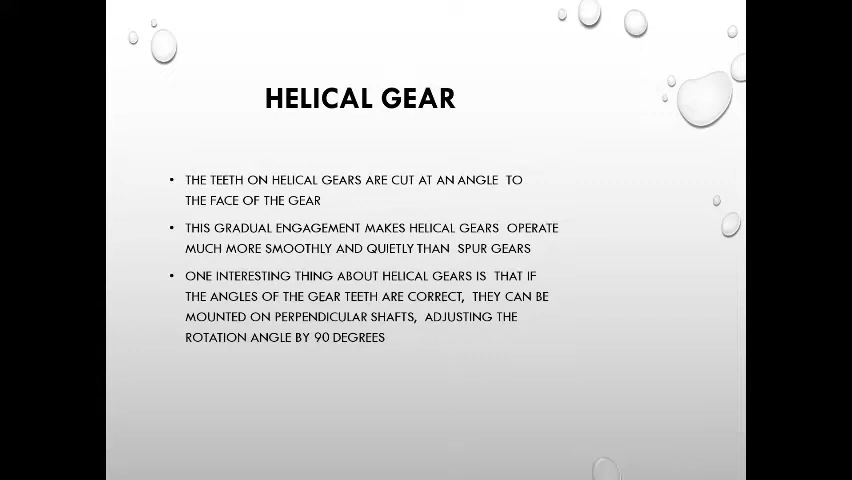 HELICAL GEAR
• THE TEETH ON HELICAL GEARS ARE CUT AT AN ANGLE TO
THE FACE OF THE GEAR
• THIS GRADUAL ENGAGEMENT MAKES HELICAL GEARS OPERATE
MUCH MORE SMOOTHLY AND QUIETLY THAN SPUR GEARS
• ONE INTERESTING THING ABOUT HELICAL GEARS IS THAT IF
THE ANGLES OF THE GEAR TEETH ARE CORRECT, THEY CAN BE
MOUNTED ON PERPENDICULAR SHAFTS, ADJUSTING THE
ROTATION ANGLE BY 90 DEGREES